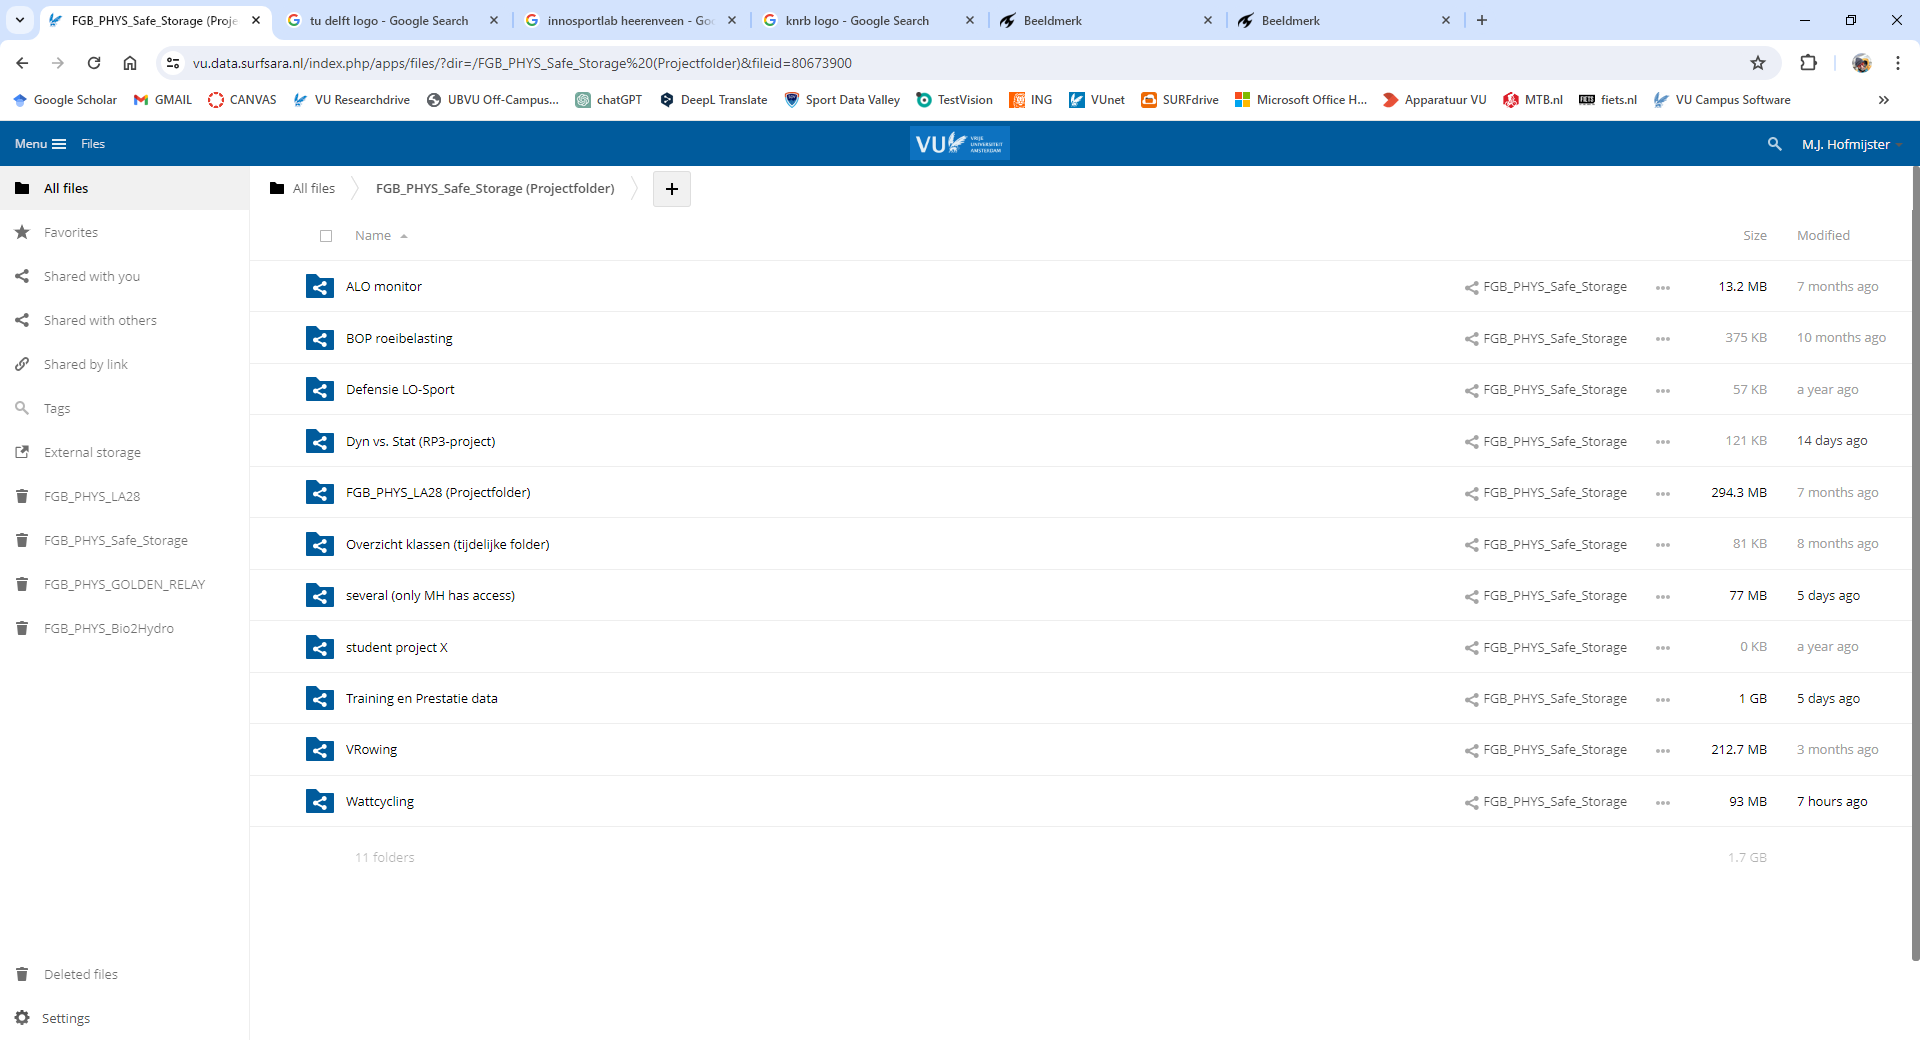 FGB_PHYS_Safe_Storage (Proje
tu delft logo - Google Search
innosportlab heerenveen - Goo
knrb logo - Google Search
Beeldmerk
Beeldmerk
vu.data.surfsara.nl/index.php/apps/files/?dir=/FGB_PHYS_Safe_Storage%20(Projectfolder)&fileid=80673900
Google Scholar
GMAIL
CANVAS
VU Researchdrive
UBVU Off-Campus...
chatGPT
DeepL Translate
Sport Data Valley
TestVision
ING
VUnet
SURFdrive
Microsoft Office H...
Apparatuur VU
MTB.nl
fiets.nl
VU Campus Software
Menu Files
VU VRIJE UNIVERSITEIT AMSTERDAM
M.J. Hofmijster
All files
Favorites
Shared with you
Shared with others
Shared by link
Tags
External storage
FGB_PHYS_LA28
FGB_PHYS_Safe_Storage
FGB_PHYS_GOLDEN_RELAY
FGB_PHYS_Bio2Hydro
Deleted files
Settings
All files FGB_PHYS_Safe_Storage (Projectfolder) +
Name Size Modified
ALO monitor FGB_PHYS_Safe_Storage 13.2 MB 7 months ago
BOP roeibelasting FGB_PHYS_Safe_Storage 375 KB 10 months ago
Defensie LO-Sport FGB_PHYS_Safe_Storage 57 KB a year ago
Dyn vs. Stat (RP3-project) FGB_PHYS_Safe_Storage 121 KB 14 days ago
FGB_PHYS_LA28 (Projectfolder) FGB_PHYS_Safe_Storage 294.3 MB 7 months ago
Overzicht klassen (tijdelijke folder) FGB_PHYS_Safe_Storage 81 KB 8 months ago
several (only MH has access) FGB_PHYS_Safe_Storage 77 MB 5 days ago
student project X FGB_PHYS_Safe_Storage 0 KB a year ago
Training en Prestatie data FGB_PHYS_Safe_Storage 1 GB 5 days ago
VRowing FGB_PHYS_Safe_Storage 212.7 MB 3 months ago
Wattcycling FGB_PHYS_Safe_Storage 93 MB 7 hours ago
11 folders 1.7 GB